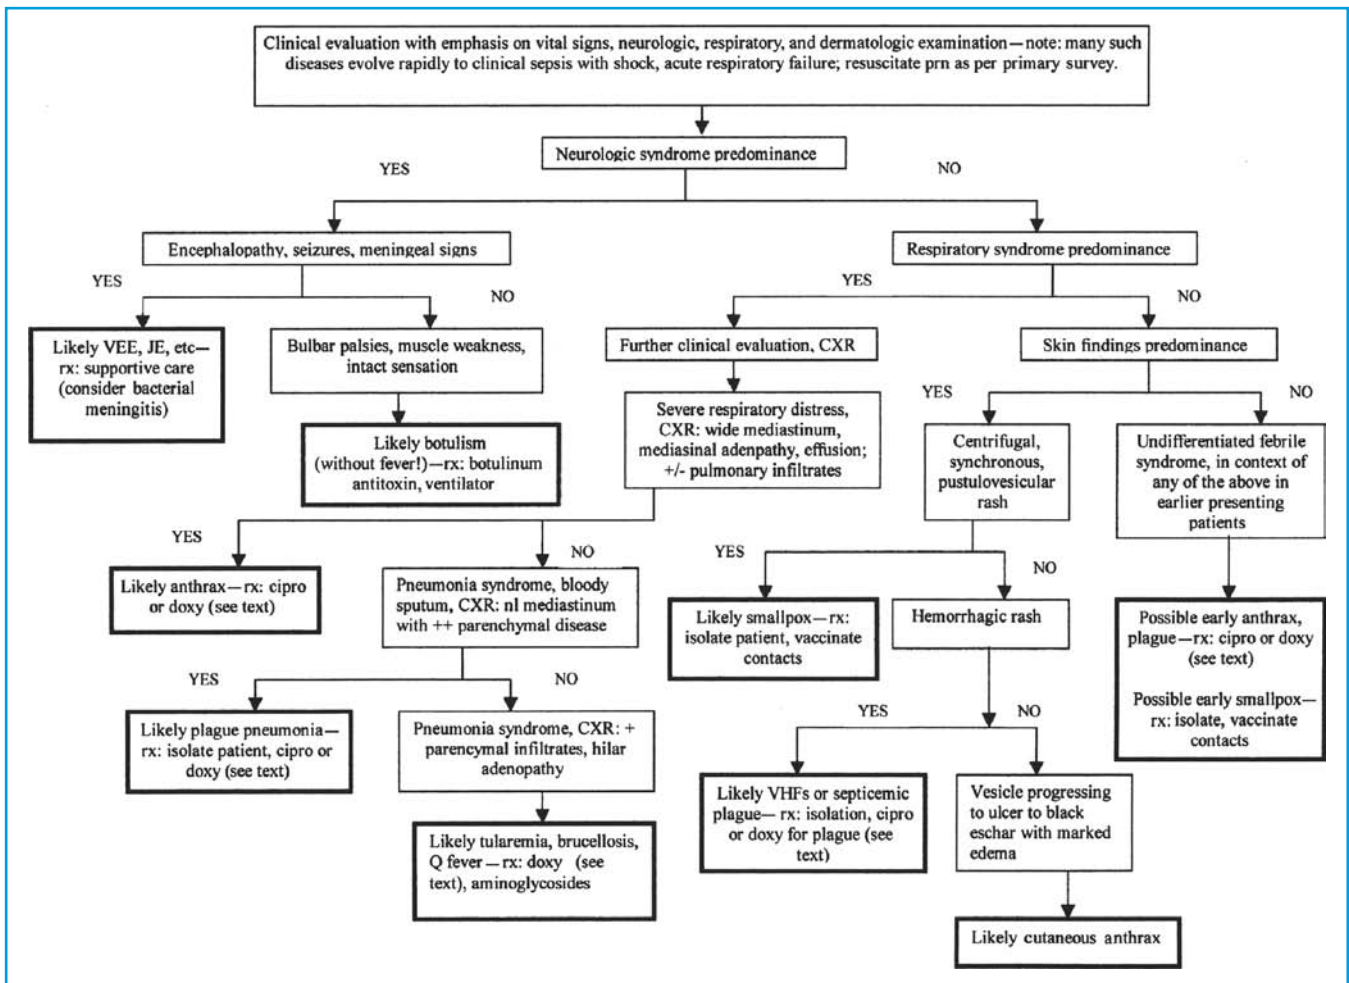 Clinical evaluation with emphasis on vital signs, neurologic, respiratory, and dermatologic examination—note: many such
diseases evolve rapidly to clinical sepsis with shock, acute respiratory failure; resuscitate prn as per primary survey.
Neurologic syndrome predominance
YES
NO
Encephalopathy, seizures, meningeal signs
Respiratory syndrome predominance
YES
NO
YES
NO
Likely VEE, JE, etc—
rx: supportive care
(consider bacterial
meningitis)
Bulbar palsies, muscle weakness,
intact sensation
Further clinical evaluation, CXR
Skin findings predominance
Likely botulism
(without fever!)—rx: botulinum
antitoxin, ventilator
Severe respiratory distress,
CXR: wide mediastinum,
mediasinal adenpathy, effusion;
+/- pulmonary infiltrates
YES
NO
Centrifugal,
synchronous,
pustulovesicular
rash
Undifferentiated febrile
syndrome, in context of
any of the above in
earlier presenting
patients
YES
NO
YES
NO
Likely anthrax—rx: cipro
or doxy (see text)
Pneumonia syndrome, bloody
sputum, CXR: nl mediastinum
with ++ parenchymal disease
Likely smallpox—rx:
isolate patient, vaccinate
contacts
Hemorrhagic rash
Possible early anthrax,
plague—rx: cipro or doxy
(see text)
Possible early smallpox—
rx: isolate, vaccinate
contacts
YES
NO
YES
NO
Likely plague pneumonia—
rx: isolate patient, cipro or
doxy (see text)
Pneumonia syndrome, CXR: +
parencymal infiltrates, hilar
adenopathy
Likely VHFs or septicemic
plague— rx: isolation, cipro
or doxy for plague (see
text)
Vesicle progressing
to ulcer to black
eschar with marked
edema
Likely tularemia, brucellosis,
Q fever—rx: doxy (see
text), aminoglycosides
Likely cutaneous anthrax